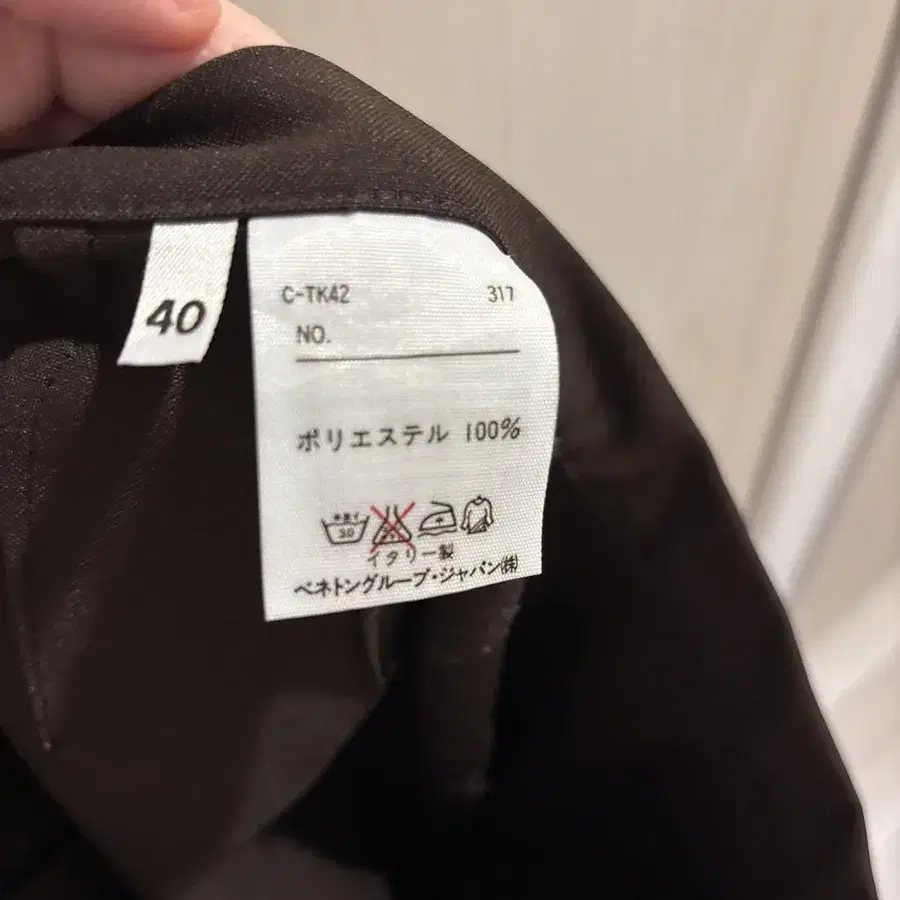 40
C-TK42 317
NO.
ポリエステル 100%
30
イタリー製
ベネトングループ・ジャパン(株)